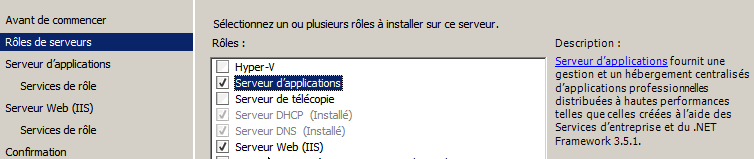 Avant de commencer
Rôles de serveurs
Serveur d'applications
Services de rôle
Serveur Web (IIS)
Services de rôle
Confirmation
Sélectionnez un ou plusieurs rôles à installer sur ce serveur.
Rôles :
Hyper-V
Serveur d'applications
Serveur de télécopie
Serveur DHCP (Installé)
Serveur DNS (Installé)
Serveur Web (IIS)
Description :
Serveur d'applications fournit une
gestion et un hébergement centralisés
d'applications professionnelles
distribuées à hautes performances
telles que celles créées à l'aide des
Services d'entreprise et du .NET
Framework 3.5.1.